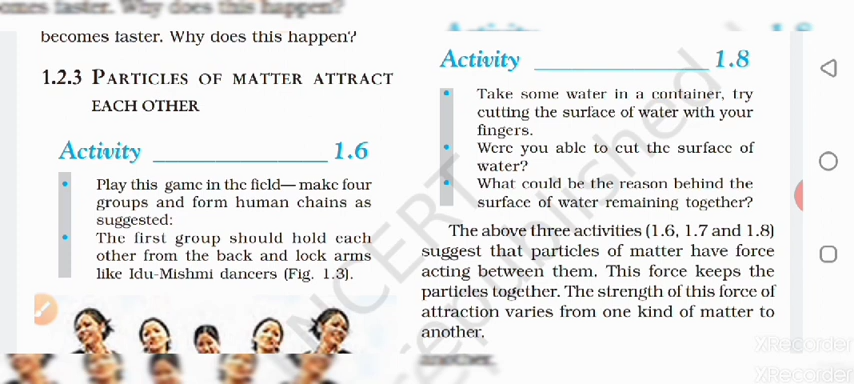 becomes faster. Why does this happen?
1.2.3 PARTICLES OF MATTER ATTRACT
EACH OTHER
Activity ______________ 1.6
• Play this game in the field— make four
groups and form human chains as
suggested:
• The first group should hold each
other from the back and lock arms
like Idu-Mishmi dancers (Fig. 1.3).
Activity ______________ 1.8
• Take some water in a container, try
cutting the surface of water with your
fingers.
• Were you able to cut the surface of
water?
• What could be the reason behind the
surface of water remaining together?
The above three activities (1.6, 1.7 and 1.8)
suggest that particles of matter have force
acting between them. This force keeps the
particles together. The strength of this force of
attraction varies from one kind of matter to
another.
NCERT
republished
XRecorder